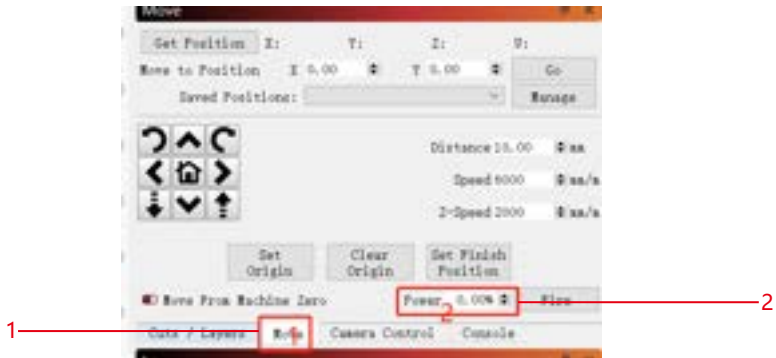 Move
Get Position X: Y: Z: U:
Move to Position X 0.00 Y 0.00 Go
Saved Positions: Manage
Distance 10.00 mm
Speed 6000 mm/m
Z-Speed 2000 mm/m
Set Origin Clear Origin Set Finish Position
Move From Machine Zero Power 0.00% Fire
2
2
1
Cuts / Layers Move Camera Control Console
1